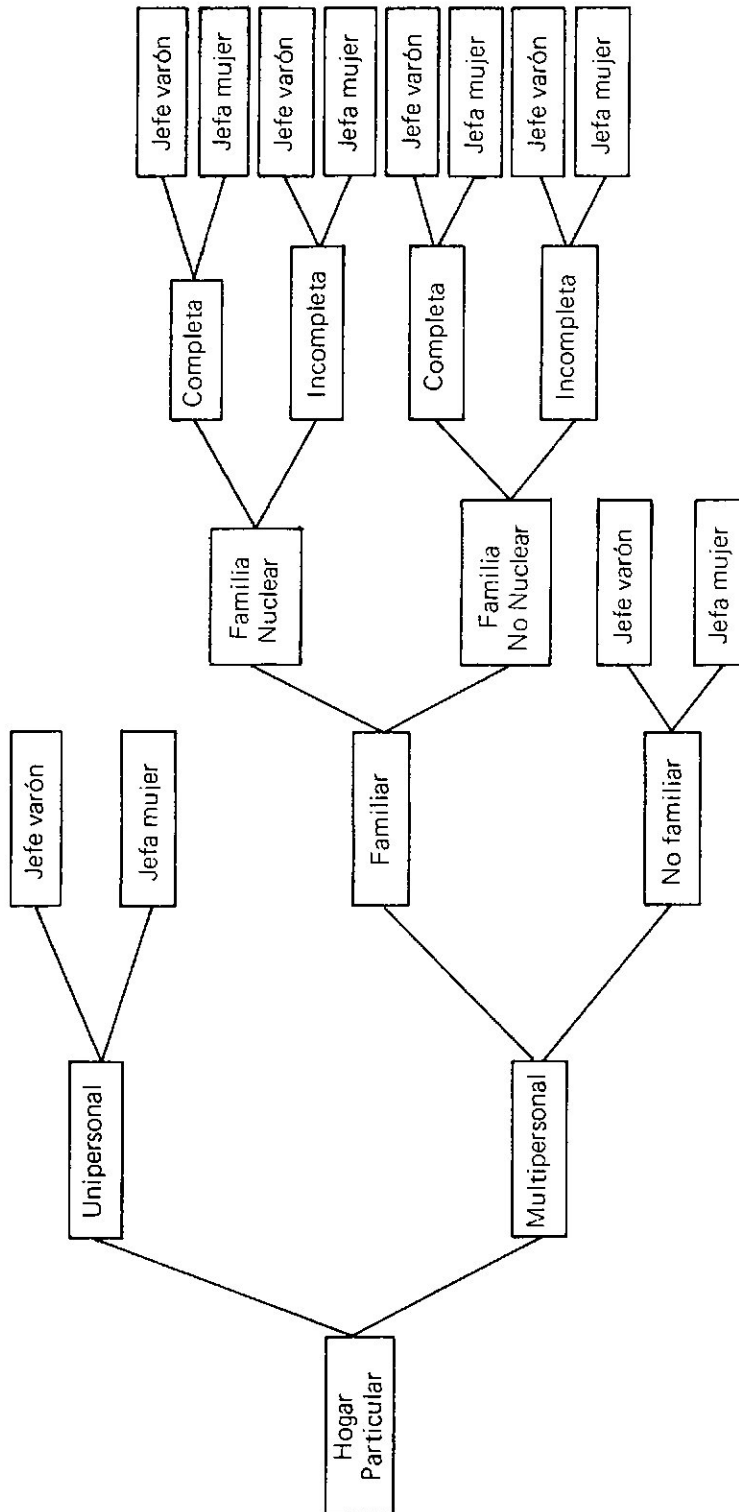 Hogar
Particular
Unipersonal
Jefe varón
Jefa mujer
Multipersonal
Familiar
Familia
Nuclear
Completa
Jefe varón
Jefa mujer
Incompleta
Jefe varón
Jefa mujer
Familia
No Nuclear
Completa
Jefe varón
Jefa mujer
Incompleta
Jefe varón
Jefa mujer
No familiar
Jefe varón
Jefa mujer